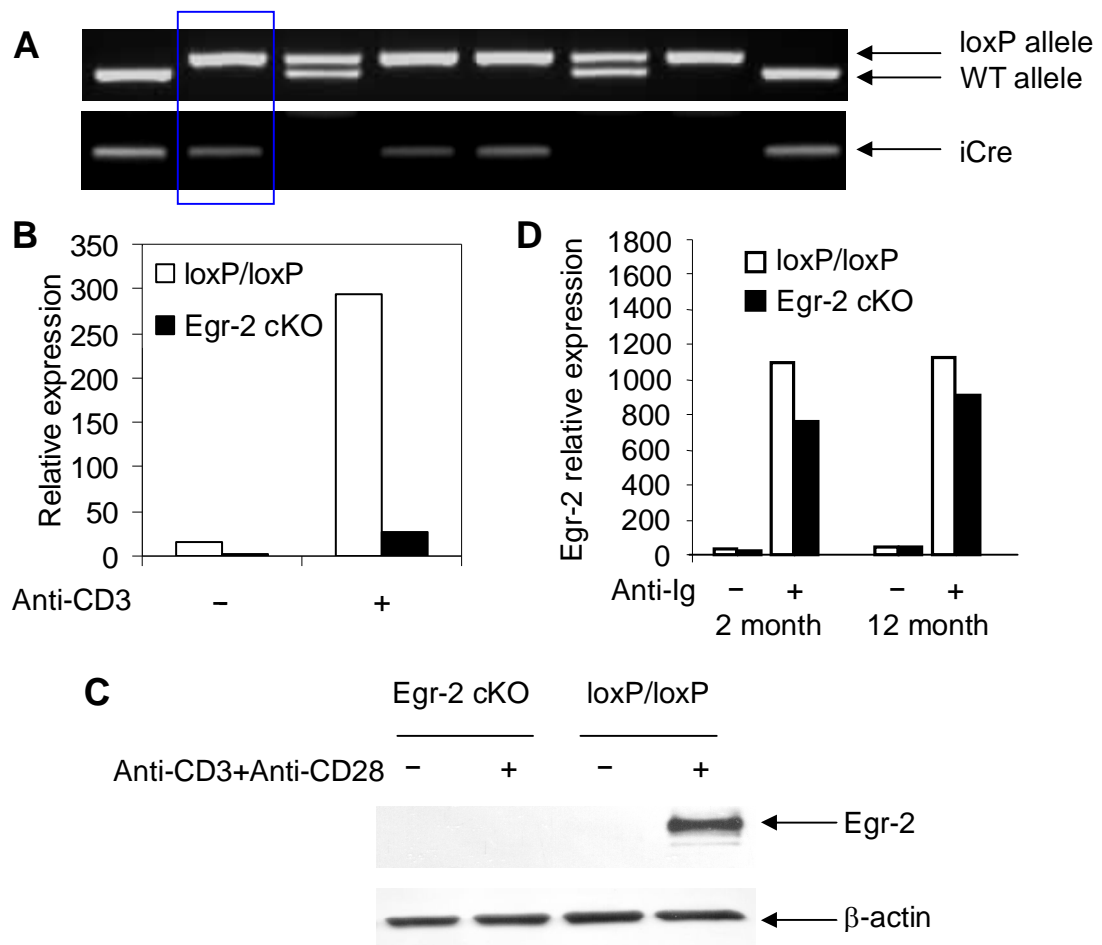 A
loxP allele
WT allele
iCre
B
350
300
250
200
150
100
50
0
Relative expression
loxP/loxP
Egr-2 cKO
Anti-CD3 − +
D
1800
1600
1400
1200
1000
800
600
400
200
0
Egr-2 relative expression
loxP/loxP
Egr-2 cKO
Anti-Ig − + − +
2 month 12 month
C
Egr-2 cKO loxP/loxP
Anti-CD3+Anti-CD28 − + − +
Egr-2
β-actin